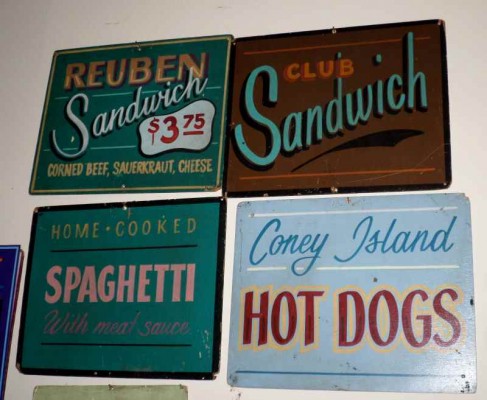 REUBEN
Sandwich
$3.75
CORNED BEEF, SAUERKRAUT, CHEESE
CLUB
Sandwich
HOME-COOKED
SPAGHETTI
With meat sauce
Coney Island
HOT DOGS